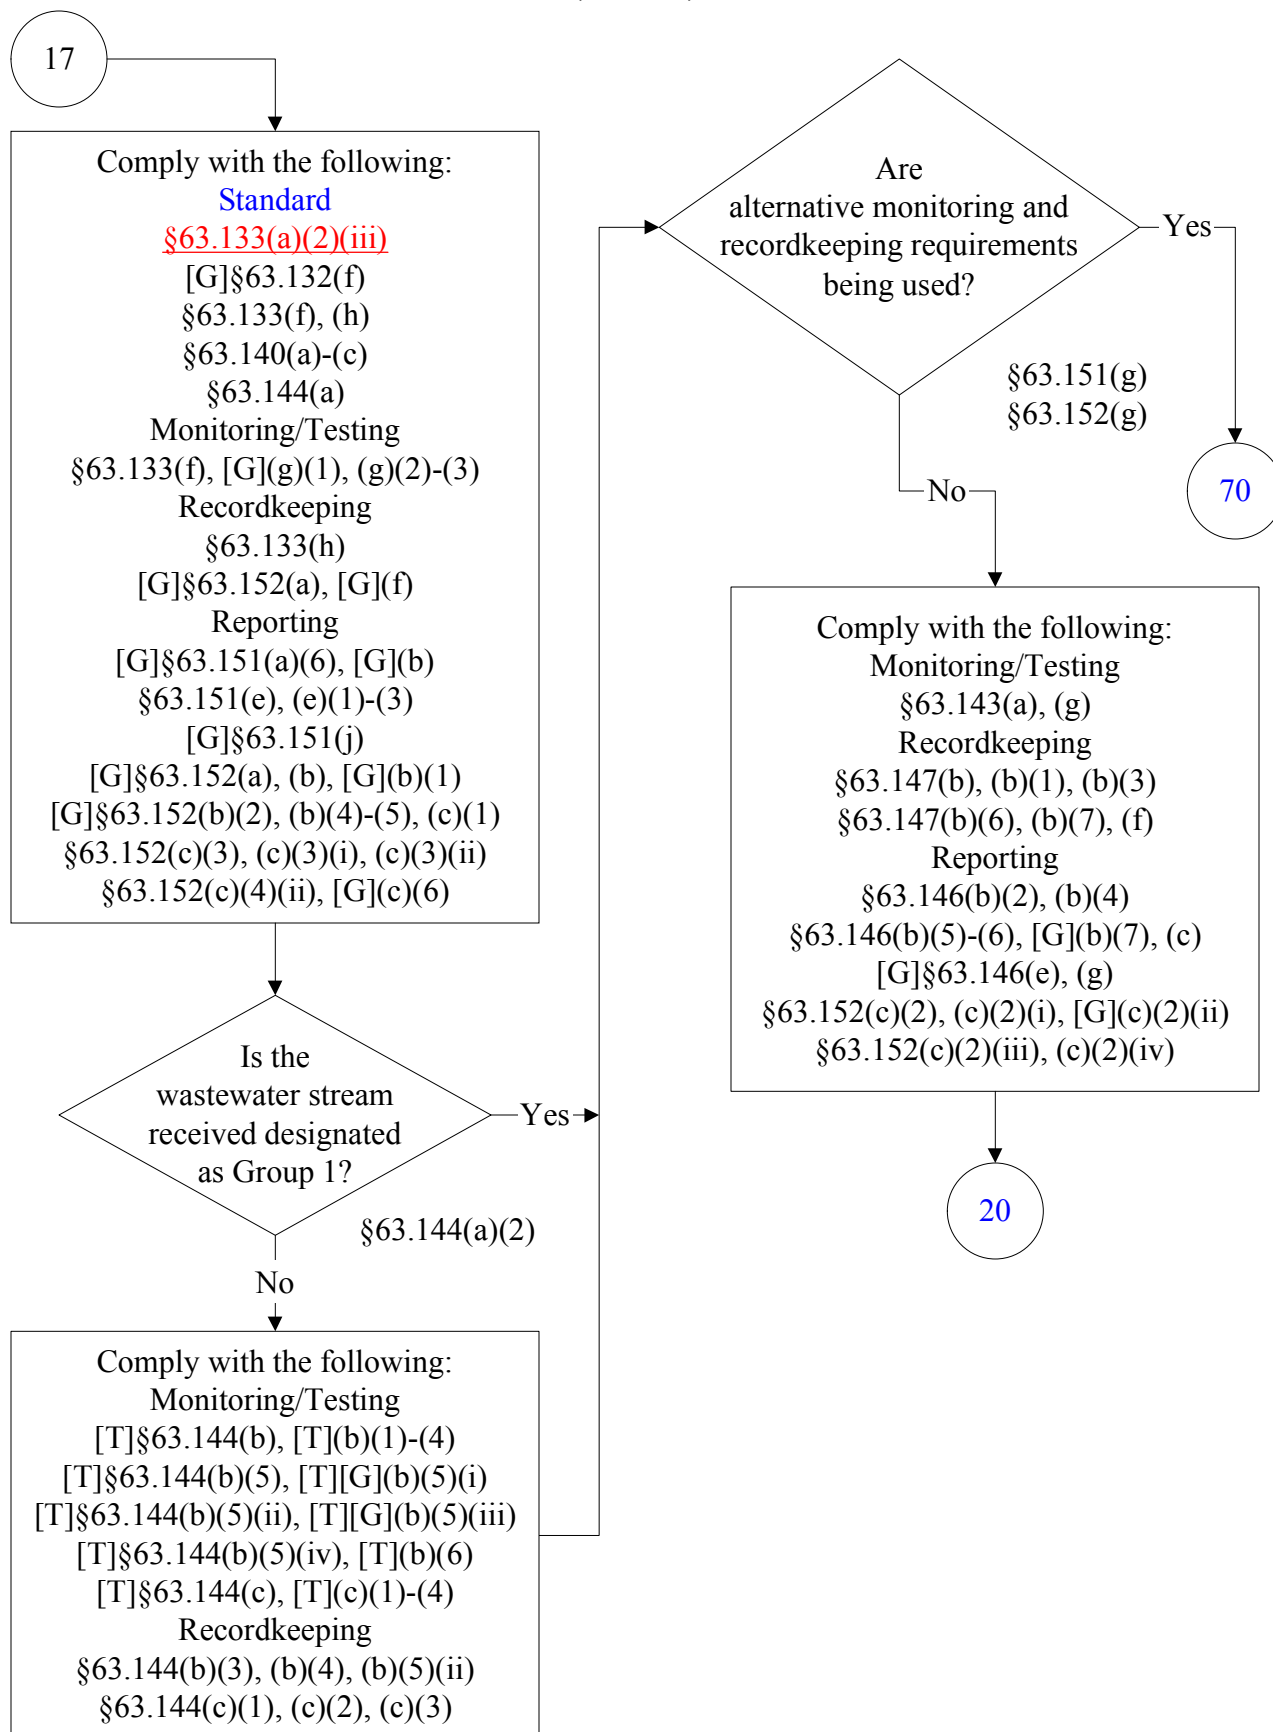 17
Comply with the following:
Standard
§63.133(a)(2)(iii)
[G]§63.132(f)
§63.133(f), (h)
§63.140(a)-(c)
§63.144(a)
Monitoring/Testing
§63.133(f), [G](g)(1), (g)(2)-(3)
Recordkeeping
§63.133(h)
[G]§63.152(a), [G](f)
Reporting
[G]§63.151(a)(6), [G](b)
§63.151(e), (e)(1)-(3)
[G]§63.151(j)
[G]§63.152(a), (b), [G](b)(1)
[G]§63.152(b)(2), (b)(4)-(5), (c)(1)
§63.152(c)(3), (c)(3)(i), (c)(3)(ii)
§63.152(c)(4)(ii), [G](c)(6)
Is the
wastewater stream
received designated
as Group 1?
Yes
§63.144(a)(2)
No
Comply with the following:
Monitoring/Testing
[T]§63.144(b), [T](b)(1)-(4)
[T]§63.144(b)(5), [T][G](b)(5)(i)
[T]§63.144(b)(5)(ii), [T][G](b)(5)(iii)
[T]§63.144(b)(5)(iv), [T](b)(6)
[T]§63.144(c), [T](c)(1)-(4)
Recordkeeping
§63.144(b)(3), (b)(4), (b)(5)(ii)
§63.144(c)(1), (c)(2), (c)(3)
Are
alternative monitoring and
recordkeeping requirements
being used?
Yes
§63.151(g)
§63.152(g)
70
No
Comply with the following:
Monitoring/Testing
§63.143(a), (g)
Recordkeeping
§63.147(b), (b)(1), (b)(3)
§63.147(b)(6), (b)(7), (f)
Reporting
§63.146(b)(2), (b)(4)
§63.146(b)(5)-(6), [G](b)(7), (c)
[G]§63.146(e), (g)
§63.152(c)(2), (c)(2)(i), [G](c)(2)(ii)
§63.152(c)(2)(iii), (c)(2)(iv)
20